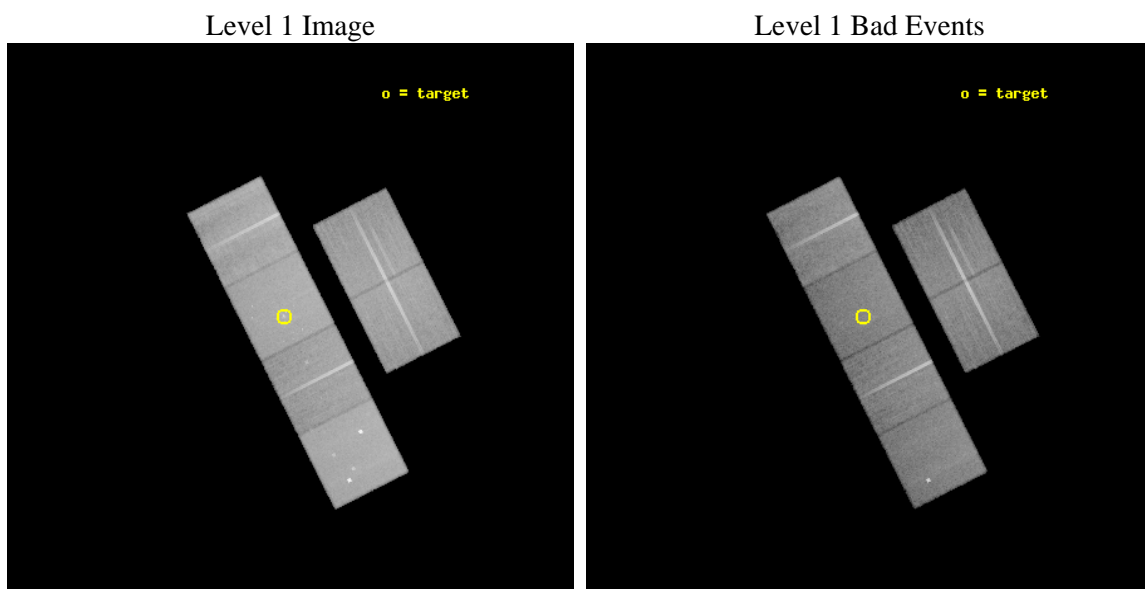 Level 1 Image
Level 1 Bad Events
o = target
o = target